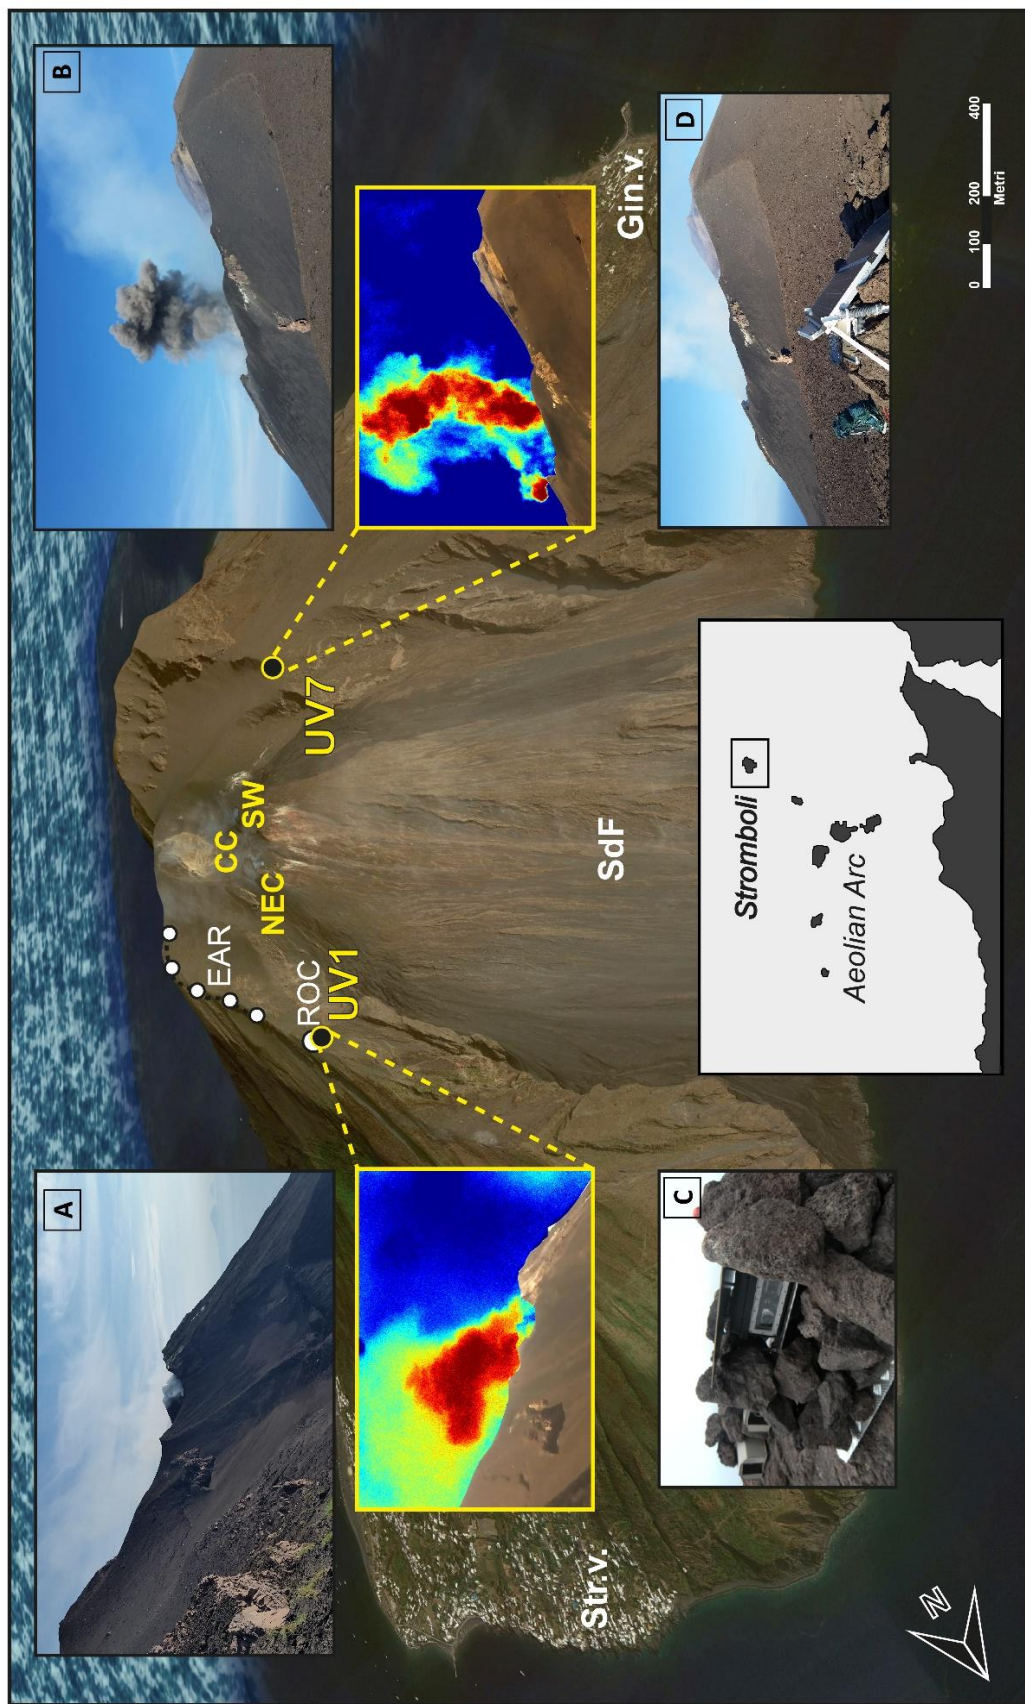 A
B
Str.v.
ROC
UV1
EAR
NEC
CC
SW
UV7
SdF
Gin.v.
C
D
N
Stromboli
Aeolian Arc
0 100 200 400
Metri